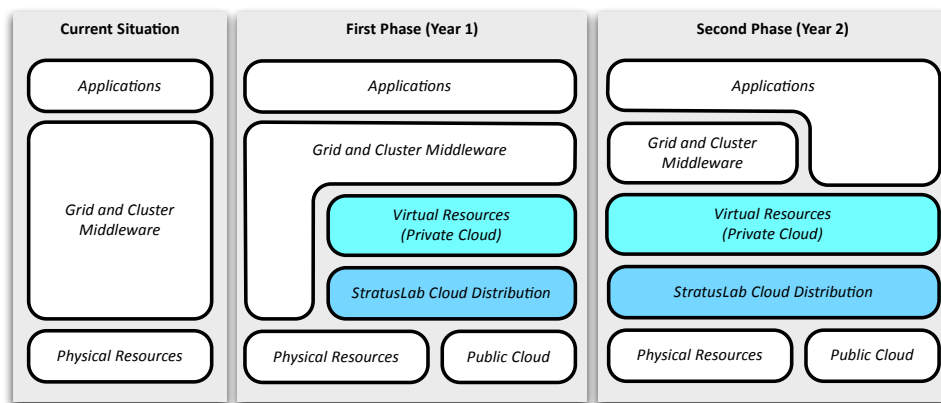 Current Situation
Applications
Grid and Cluster
Middleware
Physical Resources
First Phase (Year 1)
Applications
Grid and Cluster Middleware
Virtual Resources
(Private Cloud)
StratusLab Cloud Distribution
Physical Resources
Public Cloud
Second Phase (Year 2)
Applications
Grid and Cluster
Middleware
Virtual Resources
(Private Cloud)
StratusLab Cloud Distribution
Physical Resources
Public Cloud